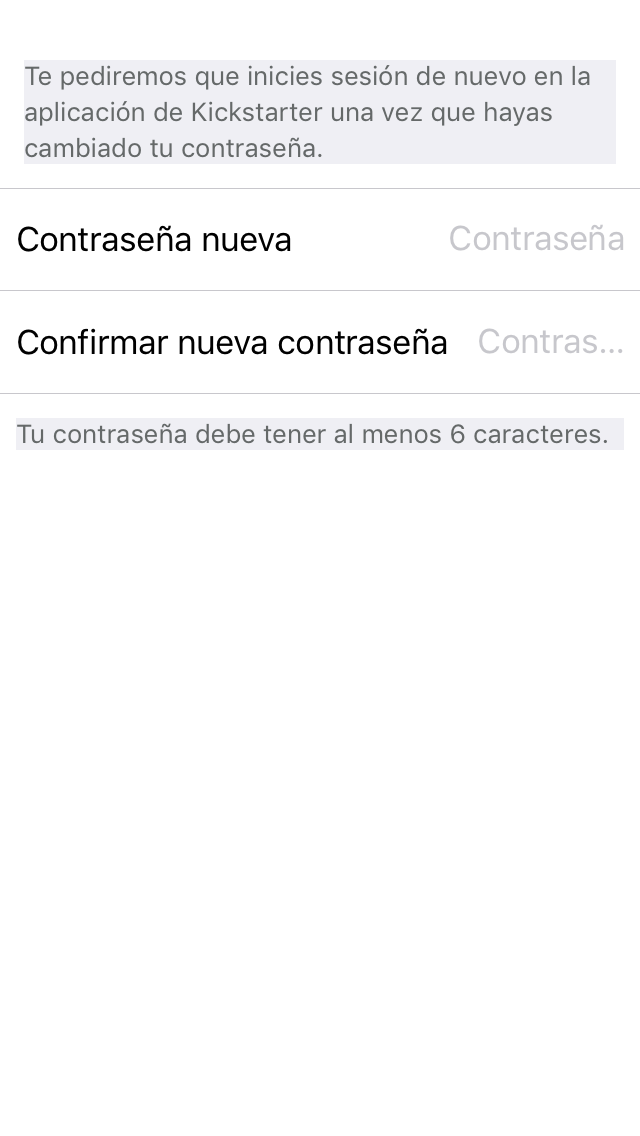 Te pediremos que inicies sesión de nuevo en la
aplicación de Kickstarter una vez que hayas
cambiado tu contraseña.
Contraseña nueva Contraseña
Confirmar nueva contraseña Contras...
Tu contraseña debe tener al menos 6 caracteres.